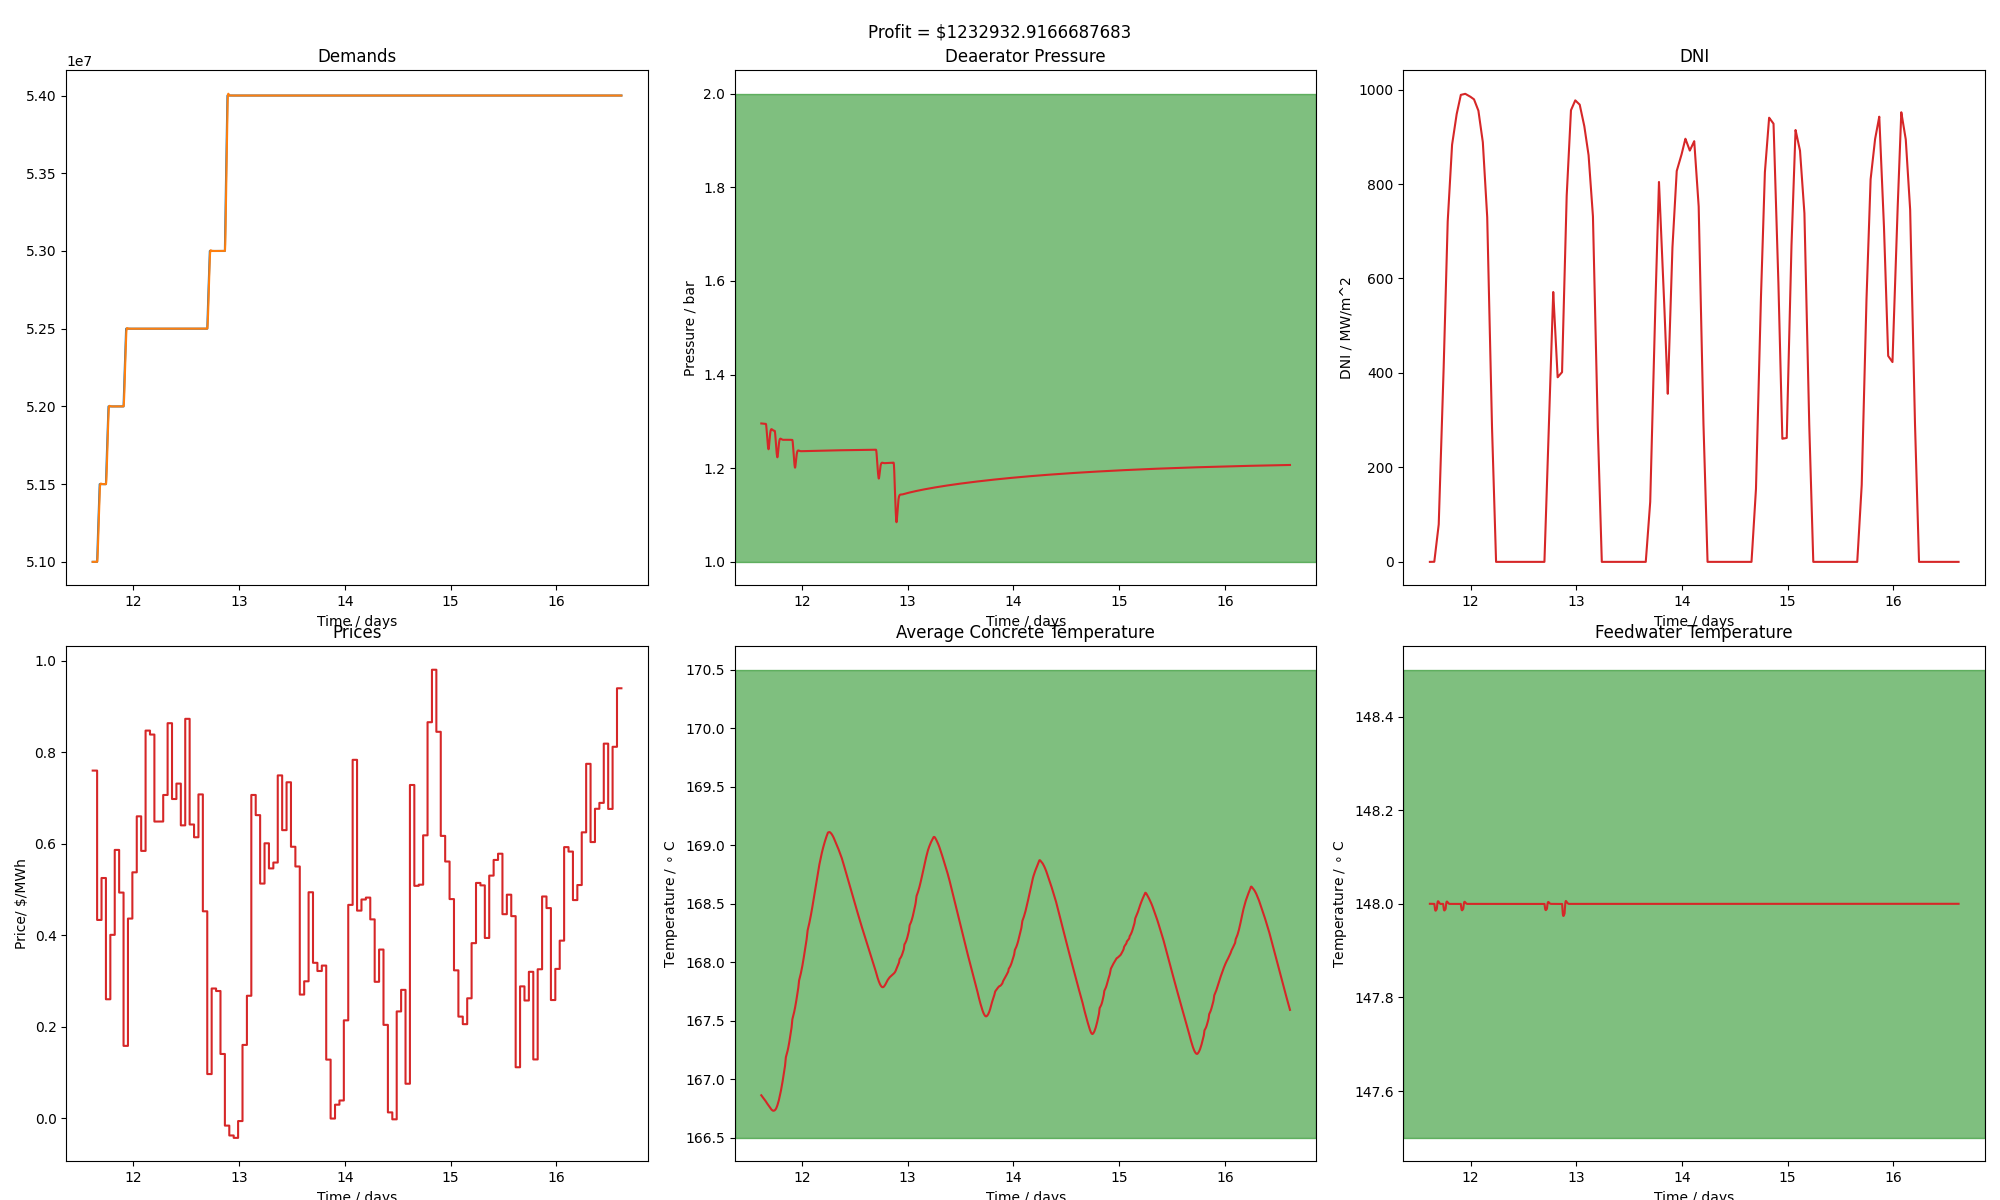 Profit = $1232932.9166687683
Demands
1e7
5.40
5.35
5.30
5.25
5.20
5.15
5.10
12 13 14 15 16
Time / days
Deaerator Pressure
Pressure / bar
2.0
1.8
1.6
1.4
1.2
1.0
12 13 14 15 16
Time / days
DNI
DNI / MW/m^2
1000
800
600
400
200
0
12 13 14 15 16
Time / days
Prices
Price/ $/MWh
1.0
0.8
0.6
0.4
0.2
0.0
12 13 14 15 16
Time / days
Average Concrete Temperature
Temperature / ∘ C
170.5
170.0
169.5
169.0
168.5
168.0
167.5
167.0
166.5
12 13 14 15 16
Time / days
Feedwater Temperature
Temperature / ∘ C
148.4
148.2
148.0
147.8
147.6
12 13 14 15 16
Time / days